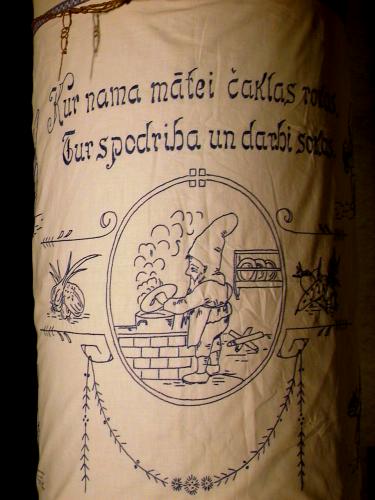 Kur nama mātei čaklas rokas,
Tur spodriba un darbi sokas.